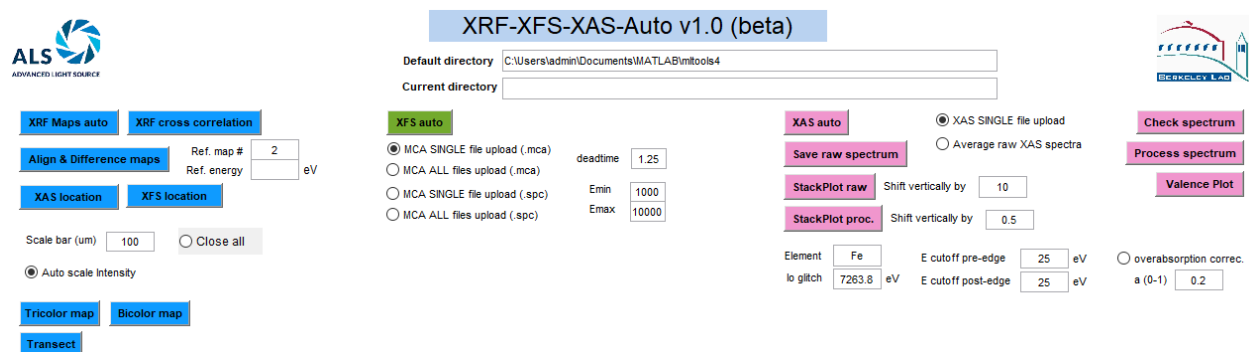 XRF-XFS-XAS-Auto v1.0 (beta)
ALS
ADVANCED LIGHT SOURCE
BERKELEY LAB
Default directory C:\Users\admin\Documents\MATLAB\mltools4
Current directory
XRF Maps auto XRF cross correlation
Align & Difference maps Ref. map # 2
Ref. energy eV
XAS location XFS location
Scale bar (um) 100 Close all
Auto scale Intensity
Tricolor map Bicolor map
Transect
XFS auto
MCA SINGLE file upload (.mca)
MCA ALL files upload (.mca)
MCA SINGLE file upload (.spc)
MCA ALL files upload (.spc)
deadtime 1.25
Emin 1000
Emax 10000
XAS auto XAS SINGLE file upload
Average raw XAS spectra
Save raw spectrum
StackPlot raw Shift vertically by 10
StackPlot proc. Shift vertically by 0.5
Check spectrum
Process spectrum
Valence Plot
Element Fe E cutoff pre-edge 25 eV overabsorption correc.
Io glitch 7263.8 eV E cutoff post-edge 25 eV a (0-1) 0.2